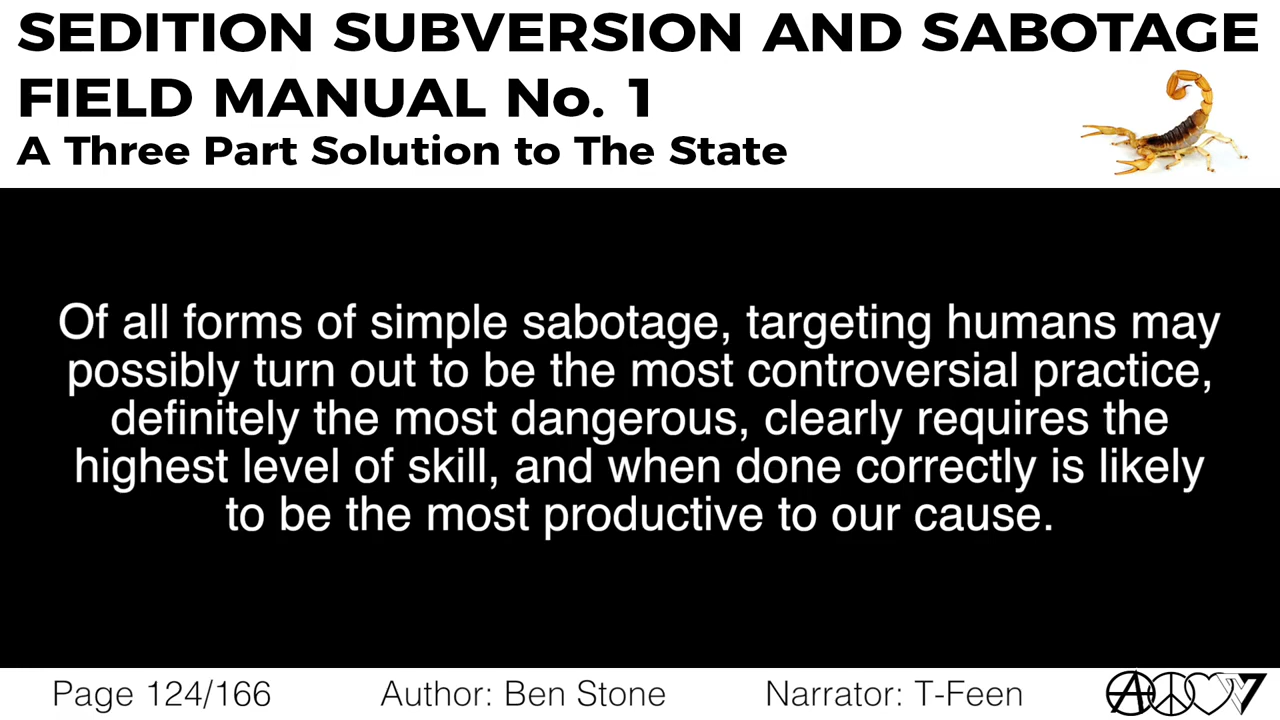 SEDITION SUBVERSION AND SABOTAGE
FIELD MANUAL No. 1
A Three Part Solution to The State
Of all forms of simple sabotage, targeting humans may
possibly turn out to be the most controversial practice,
definitely the most dangerous, clearly requires the
highest level of skill, and when done correctly is likely
to be the most productive to our cause.
Page 124/166 Author: Ben Stone Narrator: T-Feen